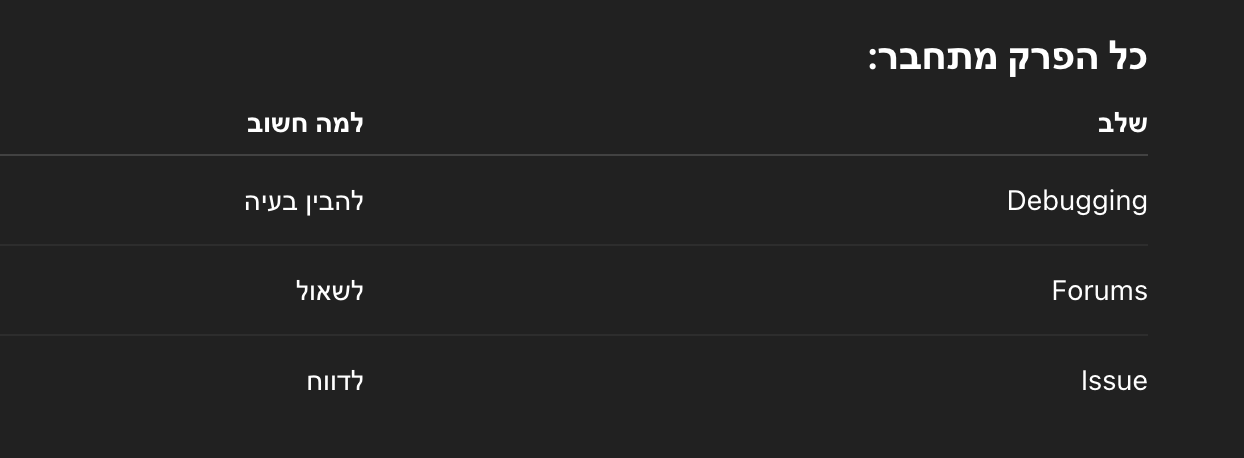 כל הפרק מתחבר:
שלב למה חשוב
Debugging להבין בעיה
Forums לשאול
Issue לדווח